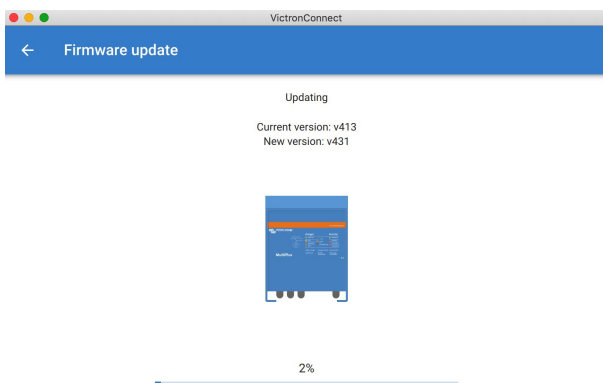 VictronConnect
Firmware update
Updating
Current version: v413
New version: v431
MultiPlus
2%